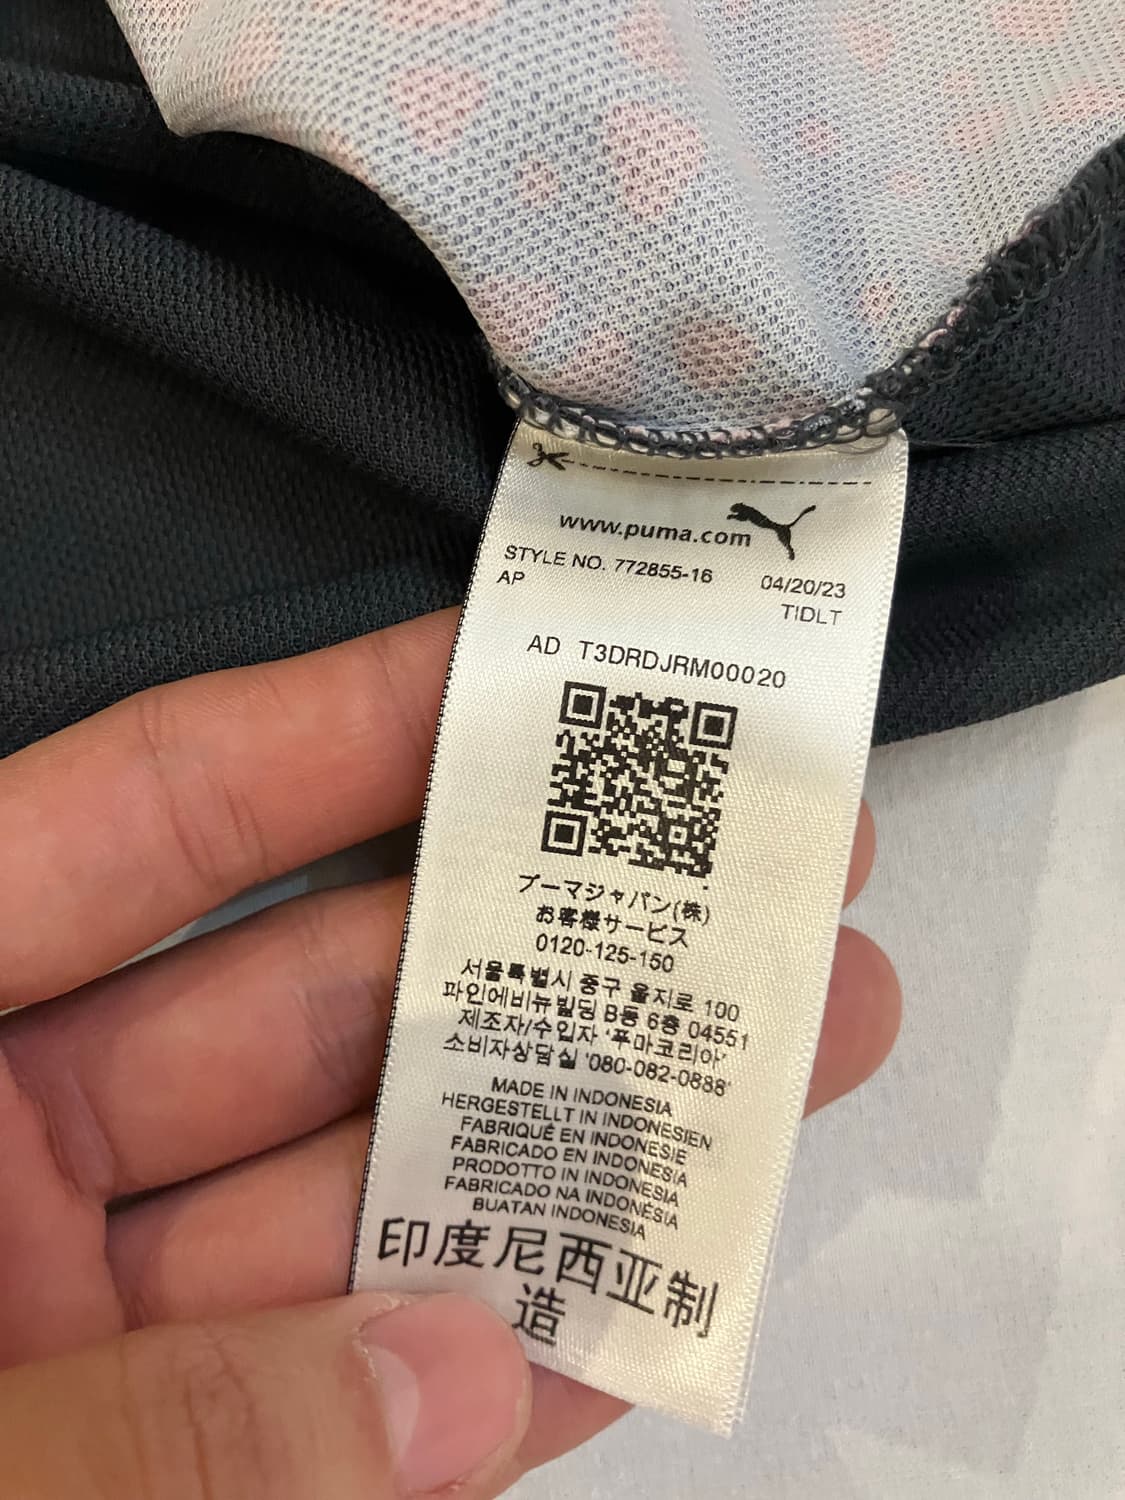 www.puma.com
STYLE NO. 772855-16 04/20/23
AP TIDLT
AD T3DRDJRM00020
プーマジャパン(株)
お客様サービス
0120-125-150
서울특별시 중구 을지로 100
파인에비뉴빌딩 B동 6층 04551
제조자/수입자 '푸마코리아'
소비자상담실 '080-082-0888'
MADE IN INDONESIA
HERGESTELLT IN INDONESIEN
FABRIQUÉ EN INDONESIE
FABRICADO EN INDONESIA
PRODOTTO IN INDONESIA
FABRICADO NA INDONÉSIA
BUATAN INDONESIA
印度尼西亚制
造